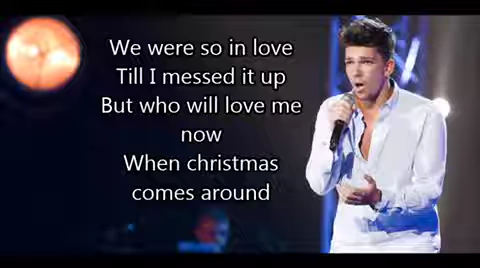 We were so in love
Till I messed it up
But who will love me
now
When christmas
comes around